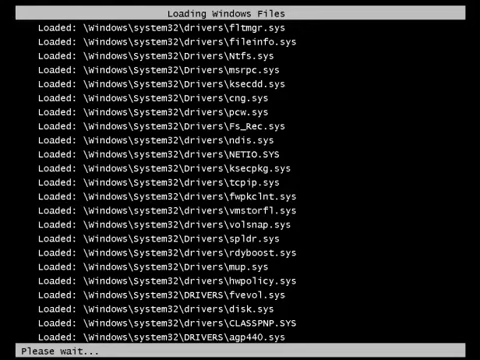 Loading Windows Files
Loaded: \Windows\system32\drivers\fltmgr.sys
Loaded: \Windows\system32\drivers\fileinfo.sys
Loaded: \Windows\System32\Drivers\Ntfs.sys
Loaded: \Windows\System32\Drivers\msrpc.sys
Loaded: \Windows\System32\Drivers\ksecdd.sys
Loaded: \Windows\System32\Drivers\cng.sys
Loaded: \Windows\System32\drivers\pcw.sys
Loaded: \Windows\System32\Drivers\Fs_Rec.sys
Loaded: \Windows\system32\drivers\ndis.sys
Loaded: \Windows\system32\drivers\NETIO.SYS
Loaded: \Windows\System32\Drivers\ksecpkg.sys
Loaded: \Windows\System32\drivers\tcpip.sys
Loaded: \Windows\System32\drivers\fwpkclnt.sys
Loaded: \Windows\system32\drivers\vmstorfl.sys
Loaded: \Windows\system32\drivers\volsnap.sys
Loaded: \Windows\System32\Drivers\spldr.sys
Loaded: \Windows\System32\drivers\rdyboost.sys
Loaded: \Windows\System32\Drivers\mup.sys
Loaded: \Windows\System32\drivers\hwpolicy.sys
Loaded: \Windows\System32\DRIVERS\fvevol.sys
Loaded: \Windows\system32\drivers\disk.sys
Loaded: \Windows\system32\drivers\CLASSPNP.SYS
Loaded: \Windows\system32\DRIVERS\agp440.sys
Please wait...